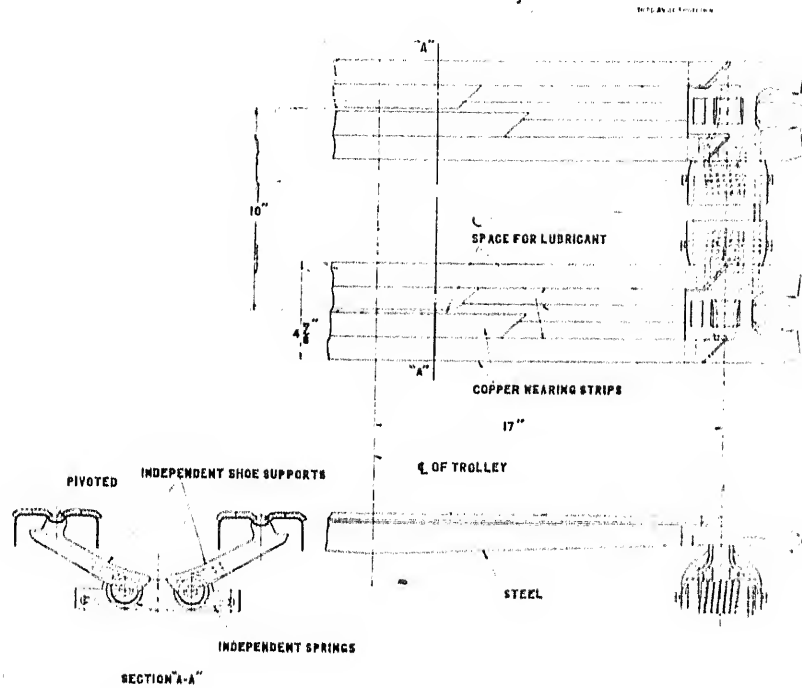 "A"
10"
SPACE FOR LUBRICANT
4 7/8"
"A"
COPPER WEARING STRIPS
17"
℄ OF TROLLEY
PIVOTED
INDEPENDENT SHOE SUPPORTS
STEEL
INDEPENDENT SPRINGS
SECTION "A-A"